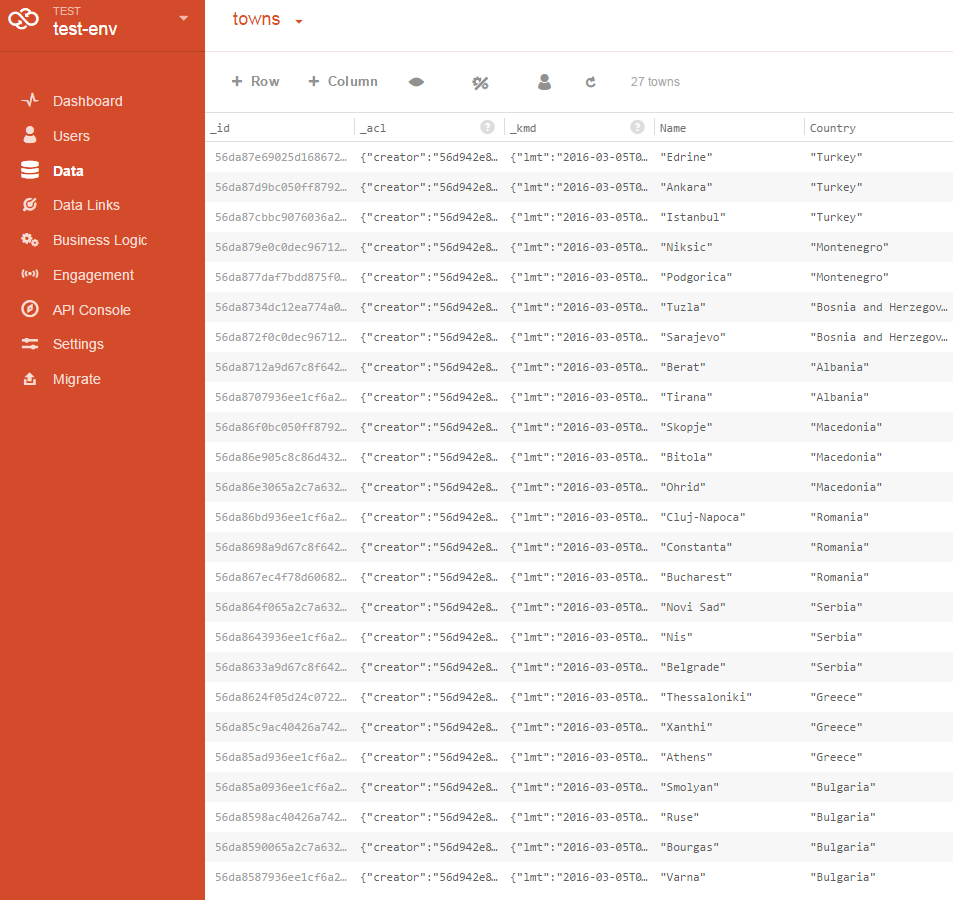 TEST
test-env
Dashboard
Users
Data
Data Links
Business Logic
Engagement
API Console
Settings
Migrate
towns
+ Row + Column 27 towns
_id _acl ? _kmd ? Name Country
56da87e69025d168672… {"creator":"56d942e8… {"lmt":"2016-03-05T0… "Edrine" "Turkey"
56da87d9bc050ff8792… {"creator":"56d942e8… {"lmt":"2016-03-05T0… "Ankara" "Turkey"
56da87cbbc9076036a2… {"creator":"56d942e8… {"lmt":"2016-03-05T0… "Istanbul" "Turkey"
56da879e0c0dec96712… {"creator":"56d942e8… {"lmt":"2016-03-05T0… "Niksic" "Montenegro"
56da877daf7bdd875f0… {"creator":"56d942e8… {"lmt":"2016-03-05T0… "Podgorica" "Montenegro"
56da8734dc12ea774a0… {"creator":"56d942e8… {"lmt":"2016-03-05T0… "Tuzla" "Bosnia and Herzegov…
56da872f0c0dec96712… {"creator":"56d942e8… {"lmt":"2016-03-05T0… "Sarajevo" "Bosnia and Herzegov…
56da8712a9d67c8f642… {"creator":"56d942e8… {"lmt":"2016-03-05T0… "Berat" "Albania"
56da8707936ee1cf6a2… {"creator":"56d942e8… {"lmt":"2016-03-05T0… "Tirana" "Albania"
56da86f0bc050ff8792… {"creator":"56d942e8… {"lmt":"2016-03-05T0… "Skopje" "Macedonia"
56da86e905c8c86d432… {"creator":"56d942e8… {"lmt":"2016-03-05T0… "Bitola" "Macedonia"
56da86e3065a2c7a632… {"creator":"56d942e8… {"lmt":"2016-03-05T0… "Ohrid" "Macedonia"
56da86bd936ee1cf6a2… {"creator":"56d942e8… {"lmt":"2016-03-05T0… "Cluj-Napoca" "Romania"
56da8698a9d67c8f642… {"creator":"56d942e8… {"lmt":"2016-03-05T0… "Constanta" "Romania"
56da867ec4f78d60682… {"creator":"56d942e8… {"lmt":"2016-03-05T0… "Bucharest" "Romania"
56da864f065a2c7a632… {"creator":"56d942e8… {"lmt":"2016-03-05T0… "Novi Sad" "Serbia"
56da8643936ee1cf6a2… {"creator":"56d942e8… {"lmt":"2016-03-05T0… "Nis" "Serbia"
56da8633a9d67c8f642… {"creator":"56d942e8… {"lmt":"2016-03-05T0… "Belgrade" "Serbia"
56da8624f05d24c0722… {"creator":"56d942e8… {"lmt":"2016-03-05T0… "Thessaloniki" "Greece"
56da85c9ac40426a742… {"creator":"56d942e8… {"lmt":"2016-03-05T0… "Xanthi" "Greece"
56da85ad936ee1cf6a2… {"creator":"56d942e8… {"lmt":"2016-03-05T0… "Athens" "Greece"
56da85a0936ee1cf6a2… {"creator":"56d942e8… {"lmt":"2016-03-05T0… "Smolyan" "Bulgaria"
56da8598ac40426a742… {"creator":"56d942e8… {"lmt":"2016-03-05T0… "Ruse" "Bulgaria"
56da8590065a2c7a632… {"creator":"56d942e8… {"lmt":"2016-03-05T0… "Bourgas" "Bulgaria"
56da8587936ee1cf6a2… {"creator":"56d942e8… {"lmt":"2016-03-05T0… "Varna" "Bulgaria"